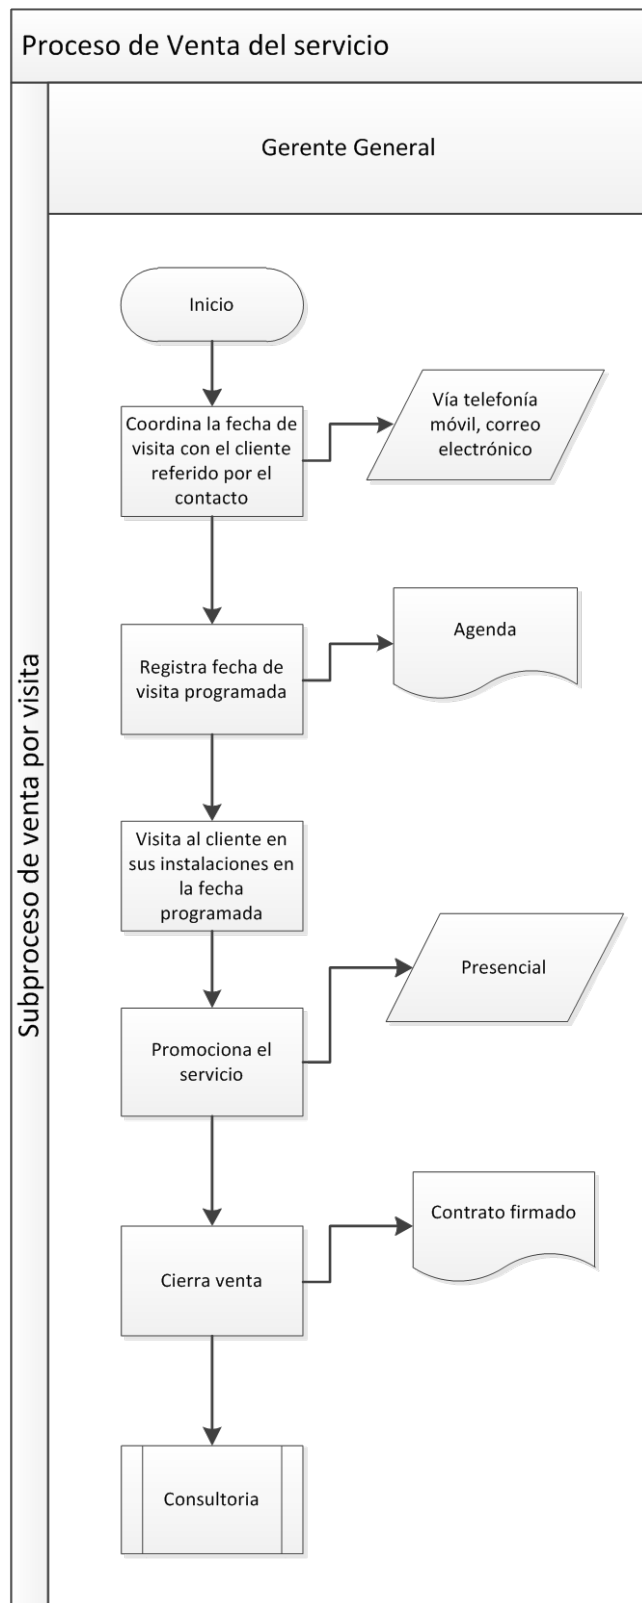 Proceso de Venta del servicio
Gerente General
Subproceso de venta por visita
Inicio
Coordina la fecha de
visita con el cliente
referido por el
contacto
Vía telefonía
móvil, correo
electrónico
Registra fecha de
visita programada
Agenda
Visita al cliente en
sus instalaciones en
la fecha
programada
Promociona el
servicio
Presencial
Cierra venta
Contrato firmado
Consultoria